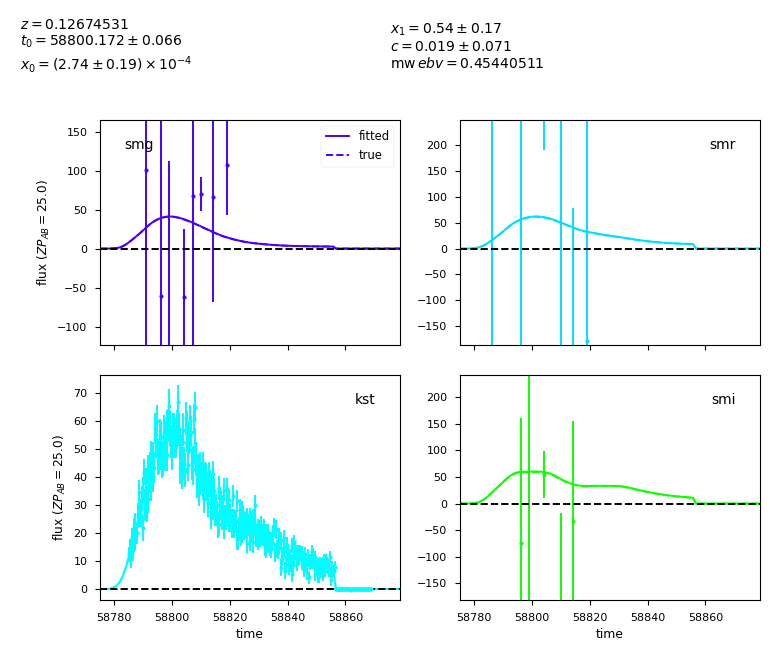 z = 0.12674531
t₀ = 58800.172 ± 0.066
x₀ = (2.74 ± 0.19) × 10⁻⁴
x₁ = 0.54 ± 0.17
c = 0.019 ± 0.071
mw ebv = 0.45440511
smg
fitted
true
flux (ZP_AB = 25.0)
150
100
50
0
−50
−100
smr
200
150
100
50
0
−50
−100
−150
kst
flux (ZP_AB = 25.0)
70
60
50
40
30
20
10
0
58780 58800 58820 58840 58860
time
smi
200
150
100
50
0
−50
−100
−150
58780 58800 58820 58840 58860
time